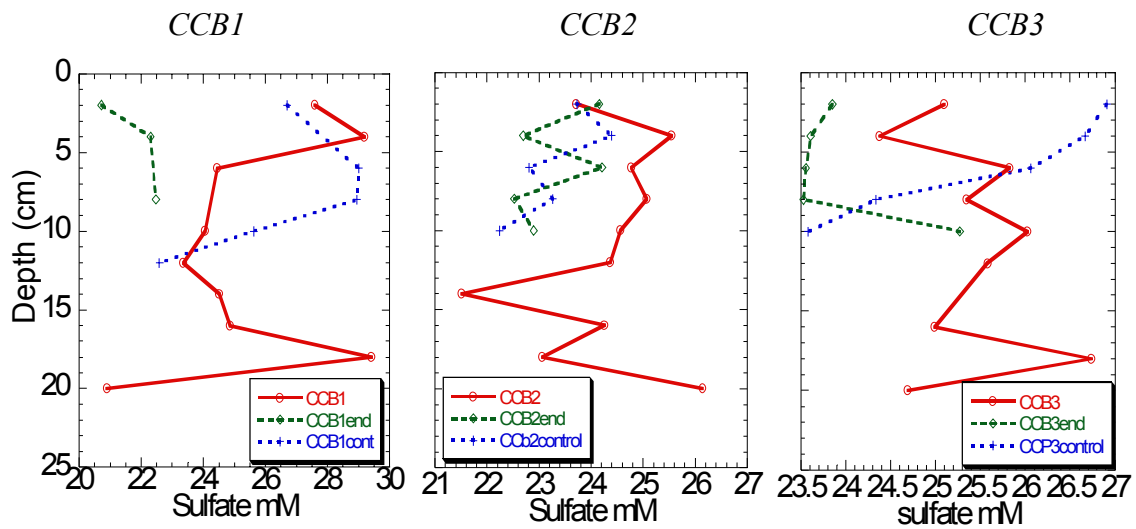 CCB1 CCB2 CCB3
0
5
10
15
20
25
Depth (cm)
CCB1
CCB1end
CCB1cont
20 22 24 26 28 30
Sulfate mM
CCB2
CCB2end
CCb2control
21 22 23 24 25 26 27
Sulfate mM
CCB3
CCB3end
CCP3control
23.5 24 24.5 25 25.5 26 26.5 27
sulfate mM